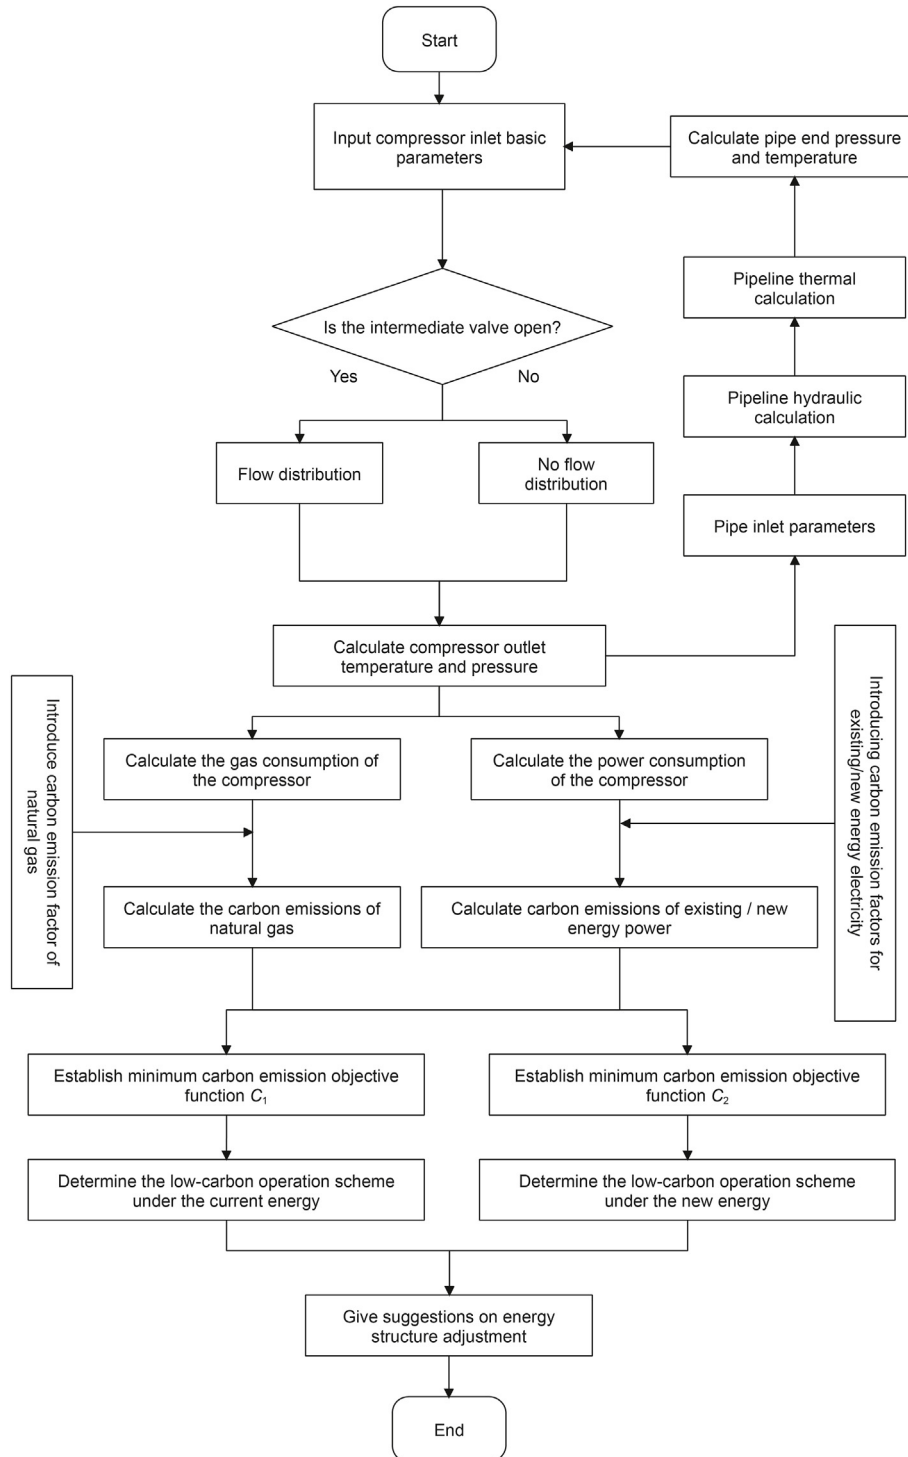 Start
Input compressor inlet basic
parameters
Calculate pipe end pressure
and temperature
Pipeline thermal
calculation
Is the intermediate valve open?
Yes
No
Pipeline hydraulic
calculation
Flow distribution
No flow
distribution
Pipe inlet parameters
Calculate compressor outlet
temperature and pressure
Introduce carbon emission factor of
natural gas
Introducing carbon emission factors for
existing/new energy electricity
Calculate the gas consumption of
the compressor
Calculate the power consumption
of the compressor
Calculate the carbon emissions of
natural gas
Calculate carbon emissions of existing / new
energy power
Establish minimum carbon emission objective
function C₁
Establish minimum carbon emission objective
function C₂
Determine the low-carbon operation scheme
under the current energy
Determine the low-carbon operation scheme
under the new energy
Give suggestions on energy
structure adjustment
End